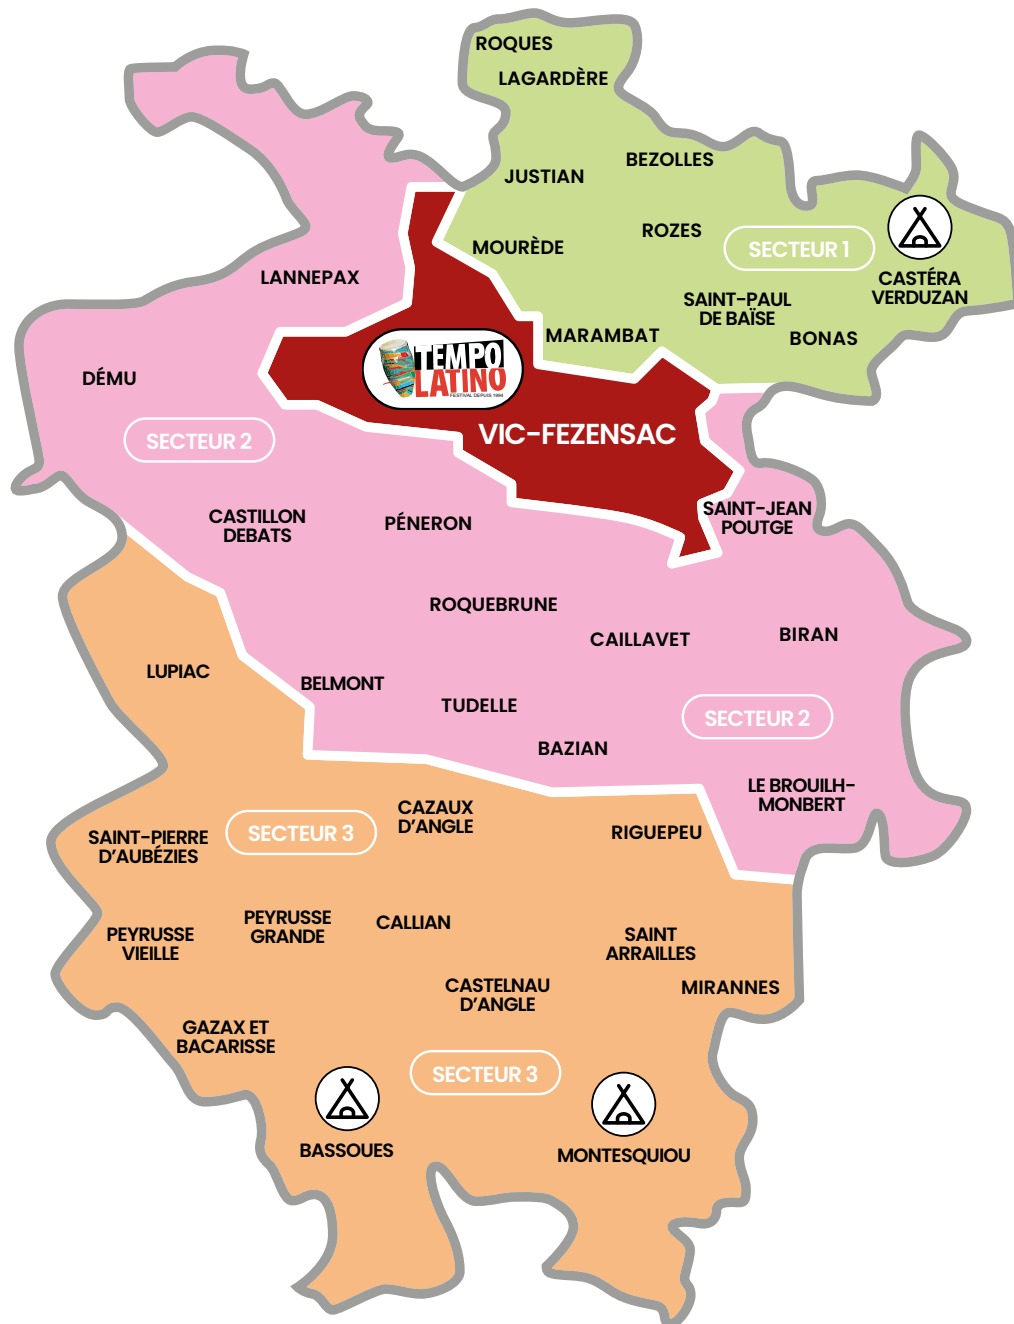 ROQUES
LAGARDÈRE
BEZOLLES
JUSTIAN
ROZES
MOURÈDE
SECTEUR 1
CASTÉRA
VERDUZAN
LANNEPAX
SAINT-PAUL
DE BAÏSE
MARAMBAT
BONAS
TEMPO
LATINO
FESTIVAL DEPUIS 1994
DÉMU
SECTEUR 2
VIC-FEZENSAC
CASTILLON
DEBATS
PÉNERON
SAINT-JEAN
POUTGE
ROQUEBRUNE
CAILLAVET
BIRAN
LUPIAC
BELMONT
TUDELLE
SECTEUR 2
BAZIAN
LE BROUILH-
MONBERT
CAZAUX
D'ANGLE
SAINT-PIERRE
D'AUBÉZIES
SECTEUR 3
RIGUEPEU
PEYRUSSE
GRANDE
CALLIAN
PEYRUSSE
VIEILLE
SAINT
ARRAILLES
CASTELNAU
D'ANGLE
MIRANNES
GAZAX ET
BACARISSE
SECTEUR 3
BASSOUES
MONTESQUIOU